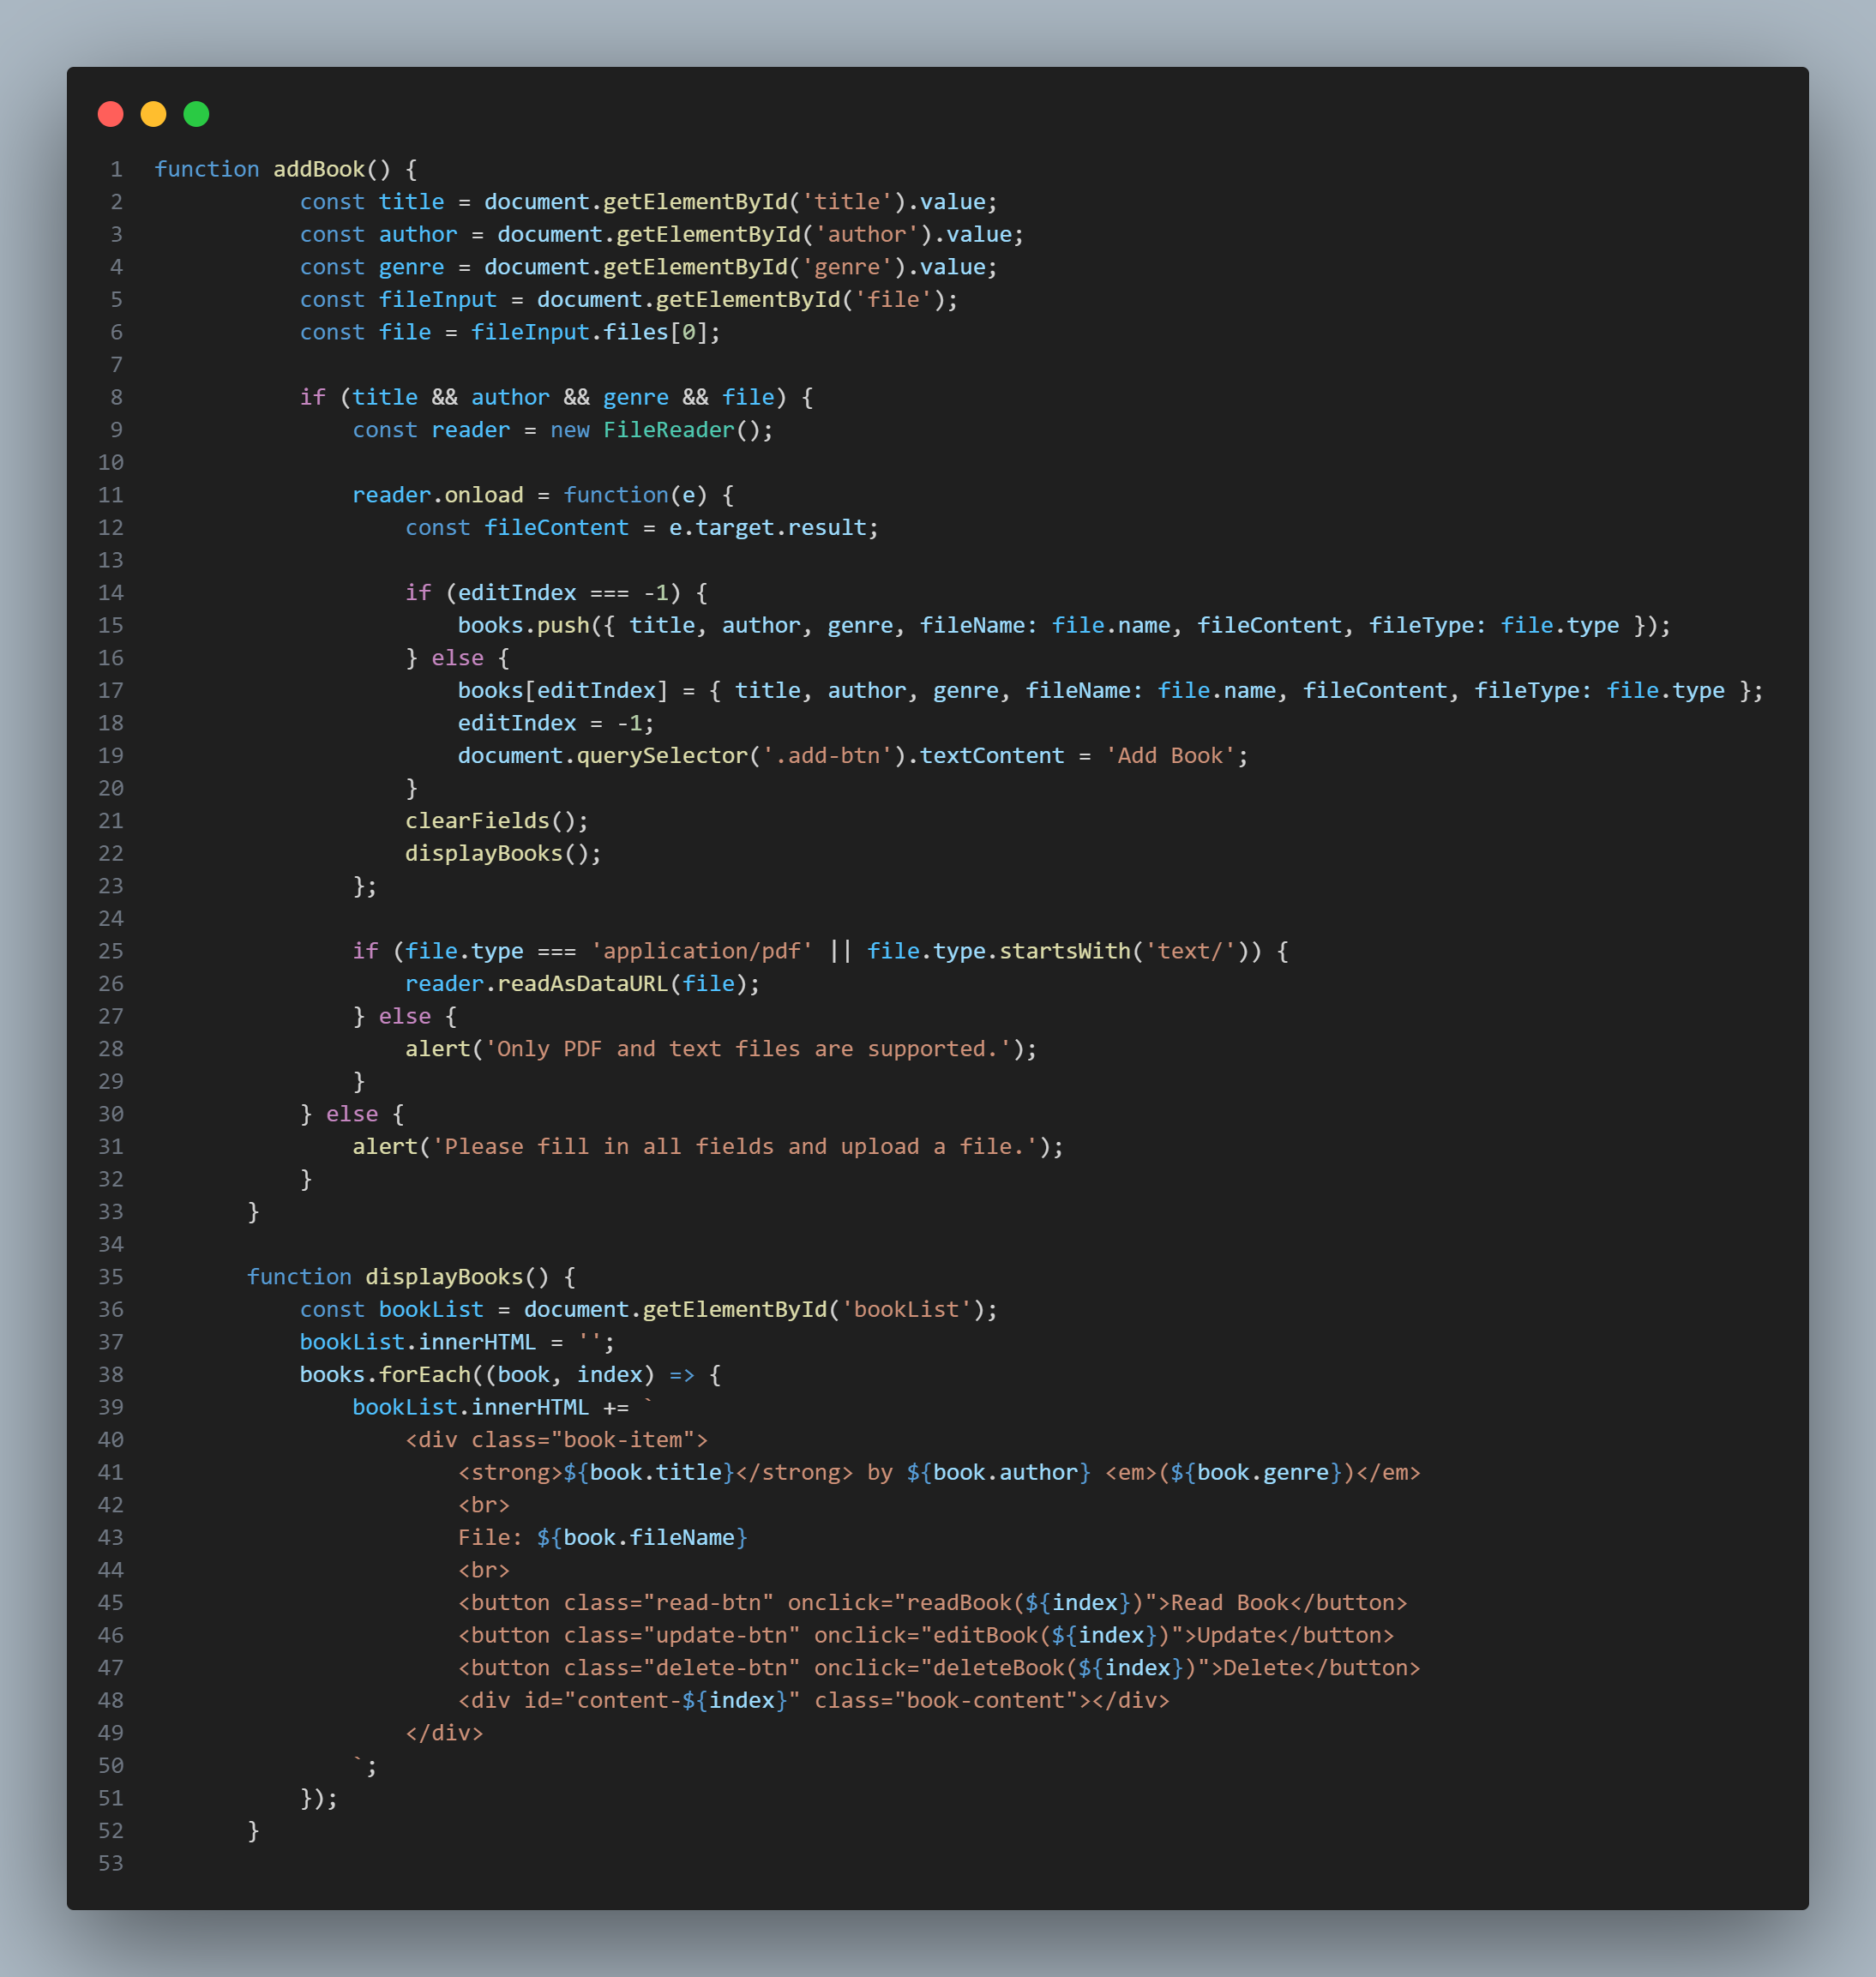 1 function addBook() {
2 const title = document.getElementById('title').value;
3 const author = document.getElementById('author').value;
4 const genre = document.getElementById('genre').value;
5 const fileInput = document.getElementById('file');
6 const file = fileInput.files[0];
7
8 if (title && author && genre && file) {
9 const reader = new FileReader();
10
11 reader.onload = function(e) {
12 const fileContent = e.target.result;
13
14 if (editIndex === -1) {
15 books.push({ title, author, genre, fileName: file.name, fileContent, fileType: file.type });
16 } else {
17 books[editIndex] = { title, author, genre, fileName: file.name, fileContent, fileType: file.type };
18 editIndex = -1;
19 document.querySelector('.add-btn').textContent = 'Add Book';
20 }
21 clearFields();
22 displayBooks();
23 };
24
25 if (file.type === 'application/pdf' || file.type.startsWith('text/')) {
26 reader.readAsDataURL(file);
27 } else {
28 alert('Only PDF and text files are supported.');
29 }
30 } else {
31 alert('Please fill in all fields and upload a file.');
32 }
33 }
34
35 function displayBooks() {
36 const bookList = document.getElementById('bookList');
37 bookList.innerHTML = '';
38 books.forEach((book, index) => {
39 bookList.innerHTML += `
40 <div class="book-item">
41 <strong>${book.title}</strong> by ${book.author} <em>(${book.genre})</em>
42 <br>
43 File: ${book.fileName}
44 <br>
45 <button class="read-btn" onclick="readBook(${index})">Read Book</button>
46 <button class="update-btn" onclick="editBook(${index})">Update</button>
47 <button class="delete-btn" onclick="deleteBook(${index})">Delete</button>
48 <div id="content-${index}" class="book-content"></div>
49 </div>
50 `;
51 });
52 }
53